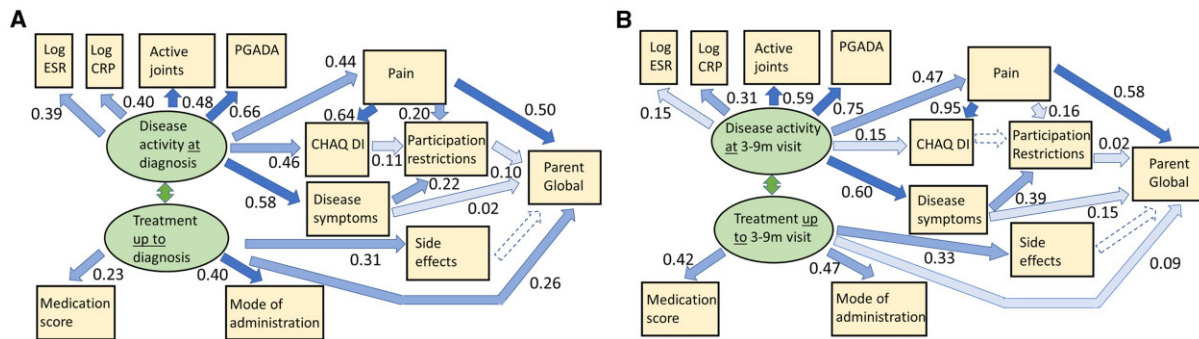 A
Log
ESR
Log
CRP
Active
joints
PGADA
Pain
0.44
0.39
0.40
0.48
0.66
0.64
0.20
0.50
Disease
activity at
diagnosis
CHAQ DI
Participation
restrictions
0.46
0.11
0.10
0.22
Parent
Global
0.58
Disease
symptoms
0.02
Treatment
up to
diagnosis
Side
effects
0.31
0.23
0.40
0.26
Medication
score
Mode of
administration
B
Log
ESR
Log
CRP
Active
joints
PGADA
Pain
0.47
0.15
0.31
0.59
0.75
0.95
0.16
0.58
Disease activity
at 3-9m visit
0.15
CHAQ DI
Participation
Restrictions
0.02
Parent
Global
0.60
Disease
symptoms
0.39
0.15
Treatment up
to 3-9m visit
Side
effects
0.33
0.42
0.47
0.09
Medication
score
Mode of
administration